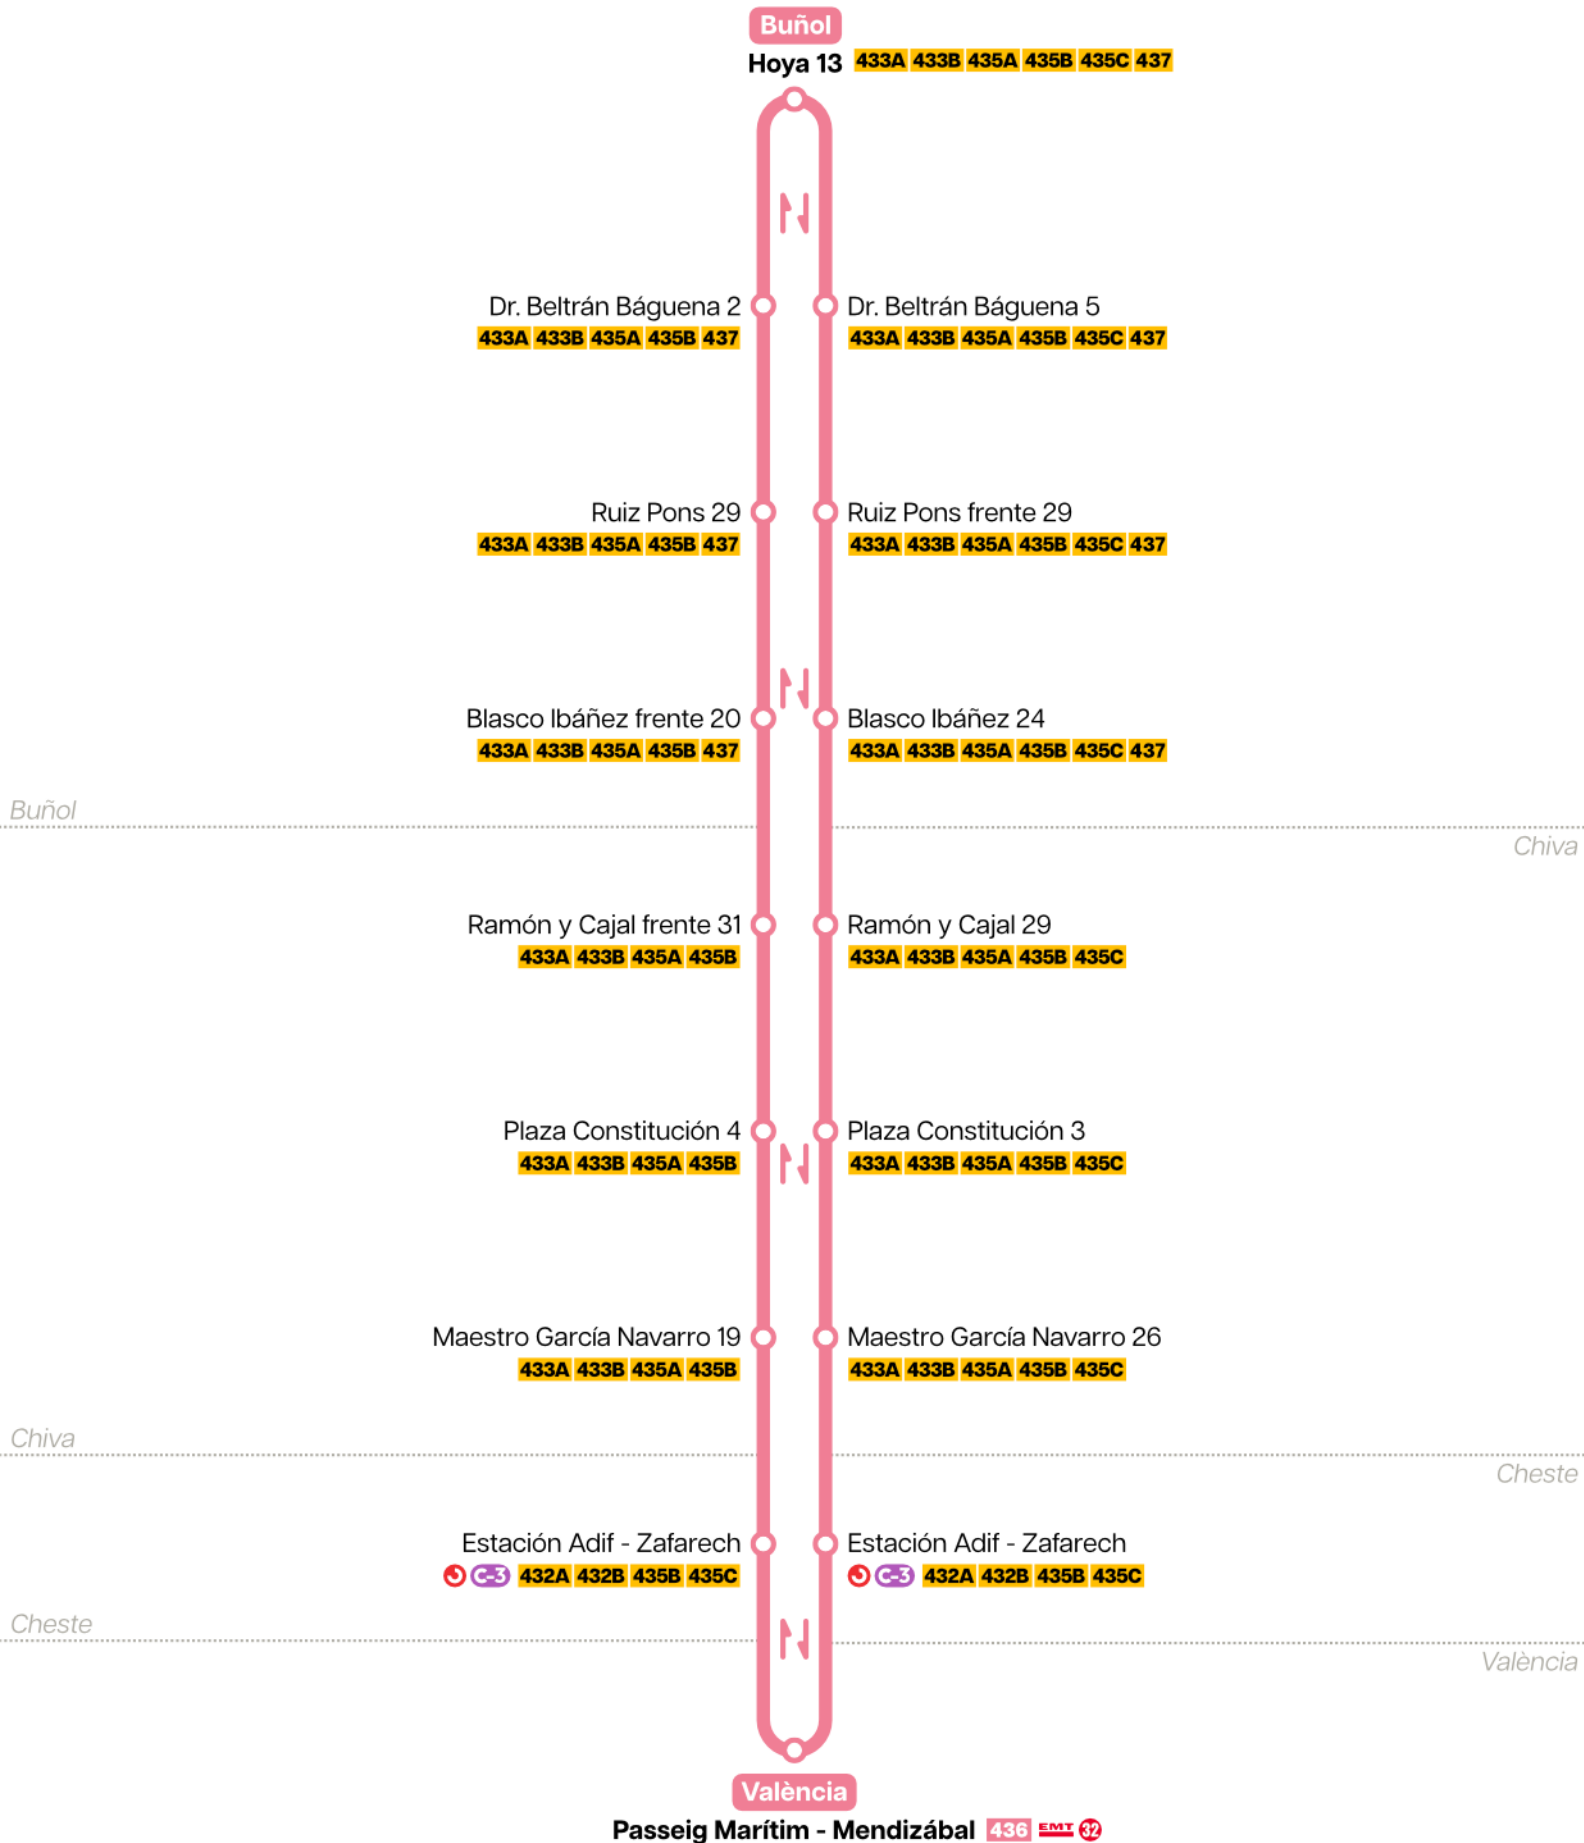 Buñol
Hoya 13 433A 433B 435A 435B 435C 437
Dr. Beltrán Báguena 2
433A 433B 435A 435B 437
Dr. Beltrán Báguena 5
433A 433B 435A 435B 435C 437
Ruiz Pons 29
433A 433B 435A 435B 437
Ruiz Pons frente 29
433A 433B 435A 435B 435C 437
Blasco Ibáñez frente 20
433A 433B 435A 435B 437
Blasco Ibáñez 24
433A 433B 435A 435B 435C 437
Buñol
Chiva
Ramón y Cajal frente 31
433A 433B 435A 435B
Ramón y Cajal 29
433A 433B 435A 435B 435C
Plaza Constitución 4
433A 433B 435A 435B
Plaza Constitución 3
433A 433B 435A 435B 435C
Maestro García Navarro 19
433A 433B 435A 435B
Maestro García Navarro 26
433A 433B 435A 435B 435C
Chiva
Cheste
Estación Adif - Zafarech
C-3 432A 432B 435B 435C
Estación Adif - Zafarech
C-3 432A 432B 435B 435C
Cheste
València
València
Passeig Marítim - Mendizábal 436 EMT 32